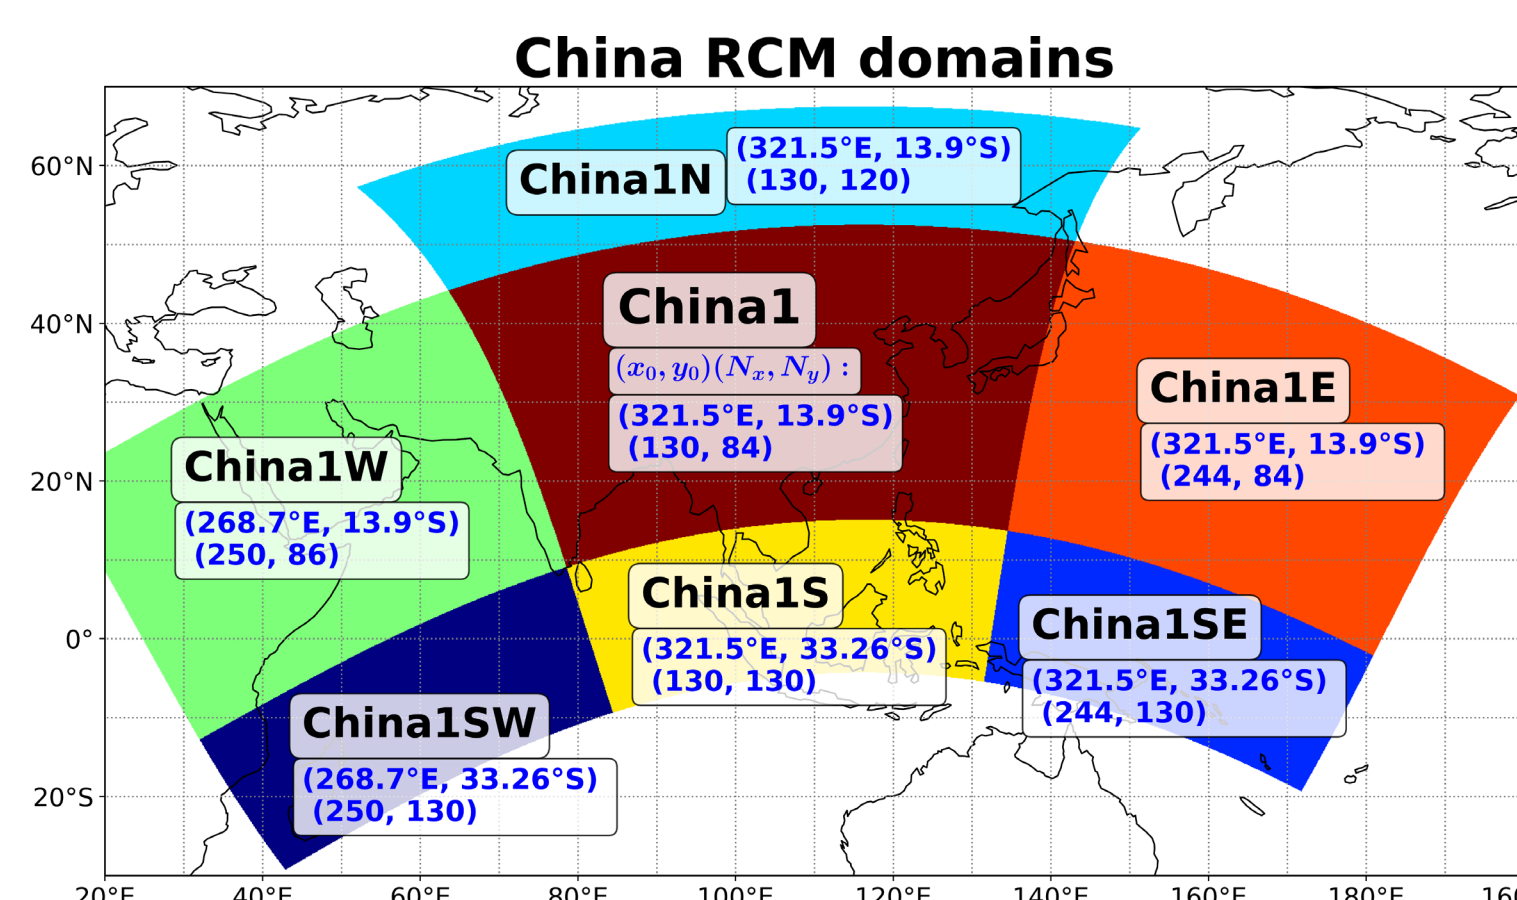 China RCM domains
China1N
(321.5°E, 13.9°S)
(130, 120)
China1
(x₀, y₀)(Nₓ, N_y) :
(321.5°E, 13.9°S)
(130, 84)
China1E
(321.5°E, 13.9°S)
(244, 84)
China1W
(268.7°E, 13.9°S)
(250, 86)
China1S
(321.5°E, 33.26°S)
(130, 130)
China1SE
(321.5°E, 33.26°S)
(244, 130)
China1SW
(268.7°E, 33.26°S)
(250, 130)
60°N
40°N
20°N
0°
20°S
20°E 40°E 60°E 80°E 100°E 120°E 140°E 160°E 180°E